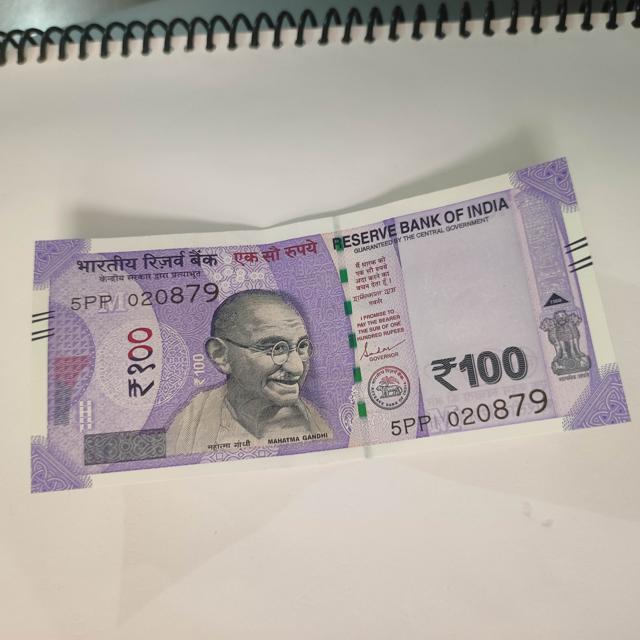 भारतीय रिज़र्व बैंक
केन्द्रीय सरकार द्वारा प्रत्याभूत
एक सौ रुपये
RESERVE BANK OF INDIA
GUARANTEED BY THE CENTRAL GOVERNMENT
5PP 020879
₹१००
₹100
मैं धारक को
एक सौ रुपये
अदा करने का
वचन देता हूँ।
गवर्नर
I PROMISE TO
PAY THE BEARER
THE SUM OF ONE
HUNDRED RUPEES
GOVERNOR
₹100
5PP 020879
महात्मा गांधी
MAHATMA GANDHI
सत्यमेव जयते